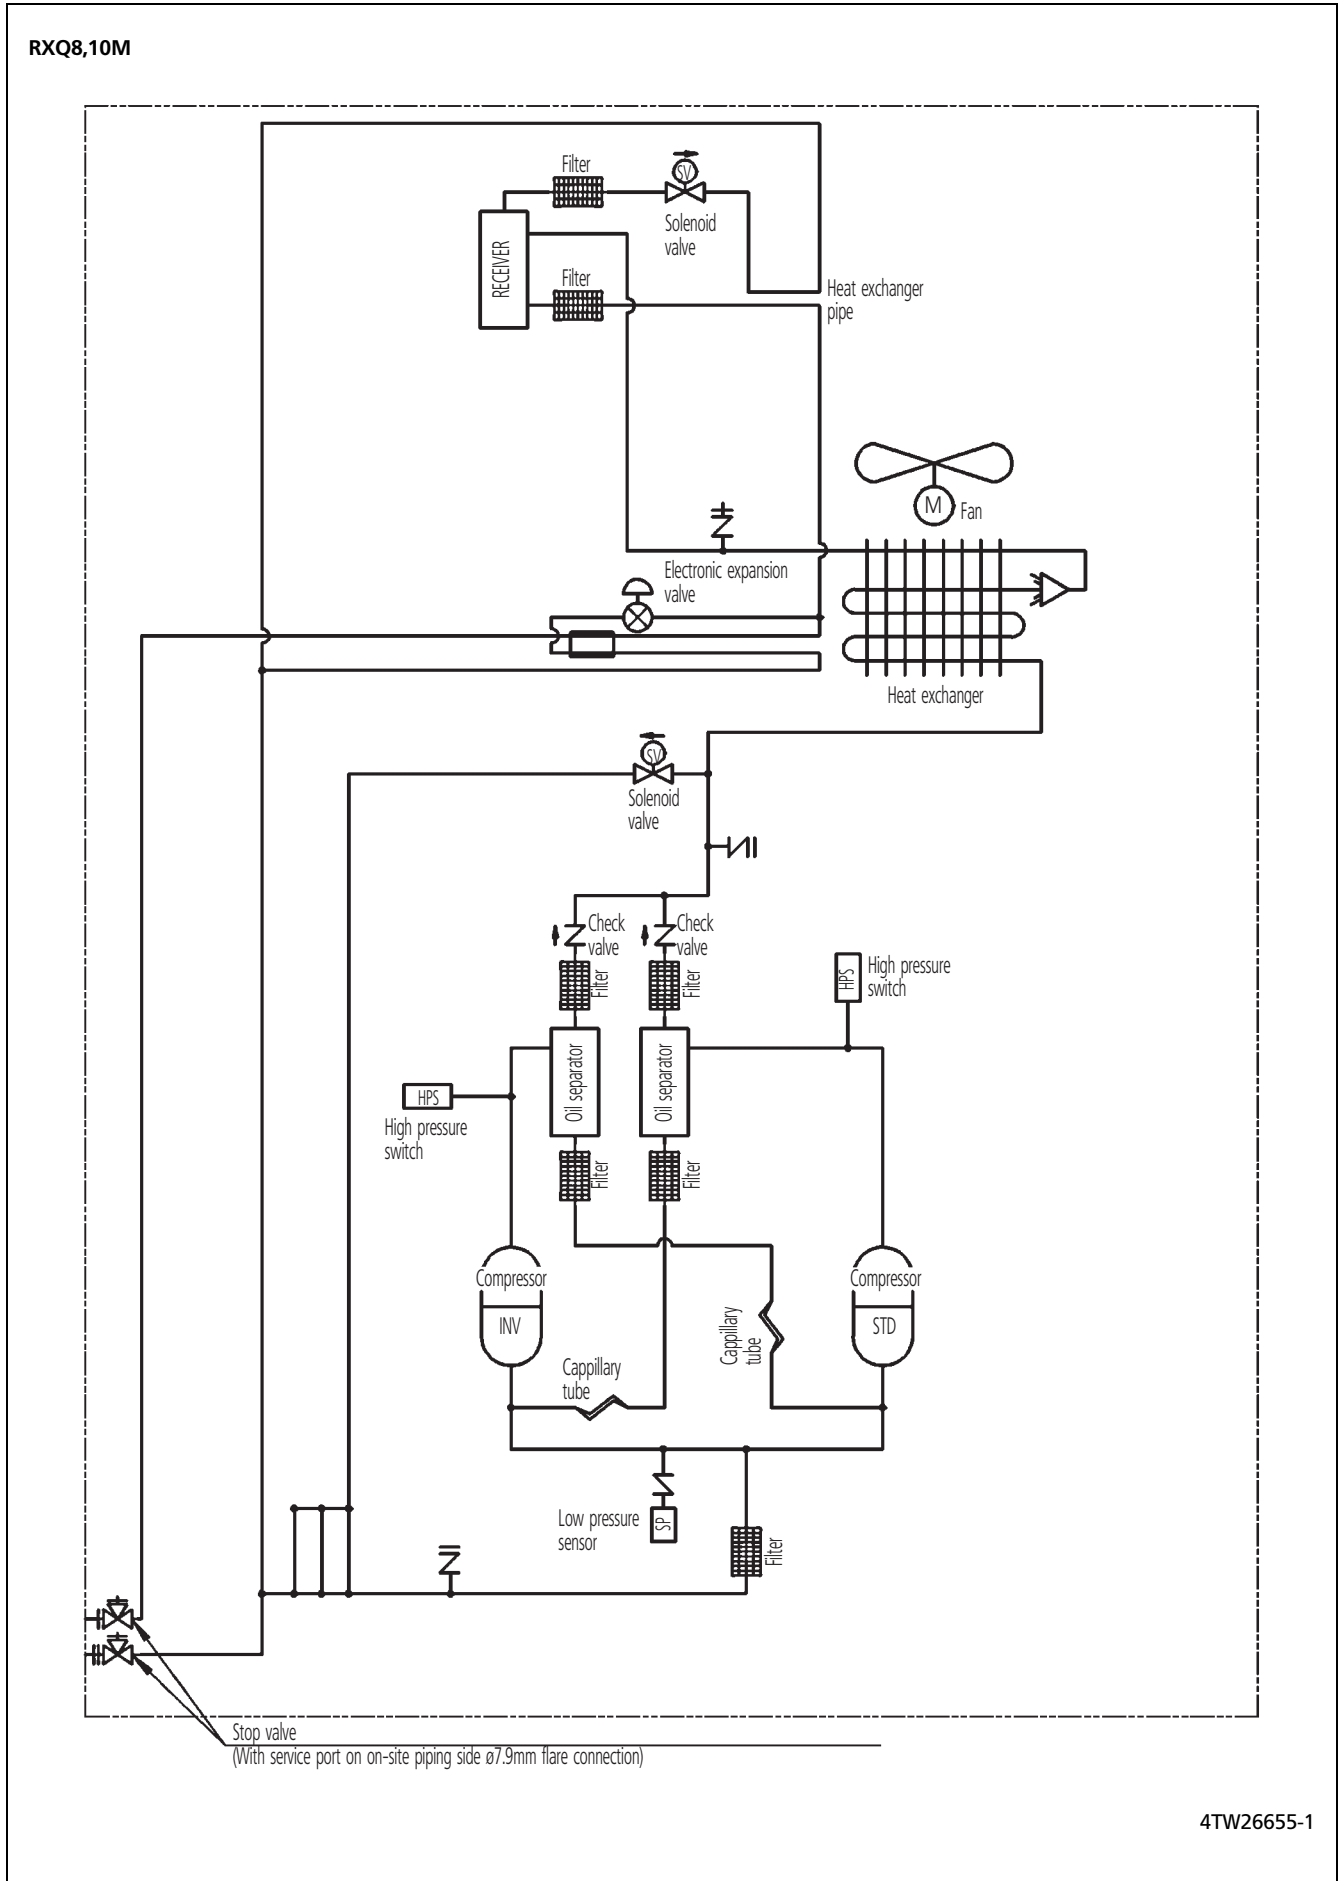 RXQ8,10M
Filter
SV
Solenoid
valve
RECEIVER
Filter
Heat exchanger
pipe
M
Fan
Electronic expansion
valve
Heat exchanger
SV
Solenoid
valve
Check
valve
Check
valve
Filter
Filter
HPS
High pressure
switch
Oil separator
Oil separator
HPS
High pressure
switch
Filter
Filter
Compressor
INV
Compressor
STD
Cappillary
tube
Cappillary
tube
Low pressure
sensor
SP
Filter
Stop valve
(With service port on on-site piping side ø7.9mm flare connection)
4TW26655-1